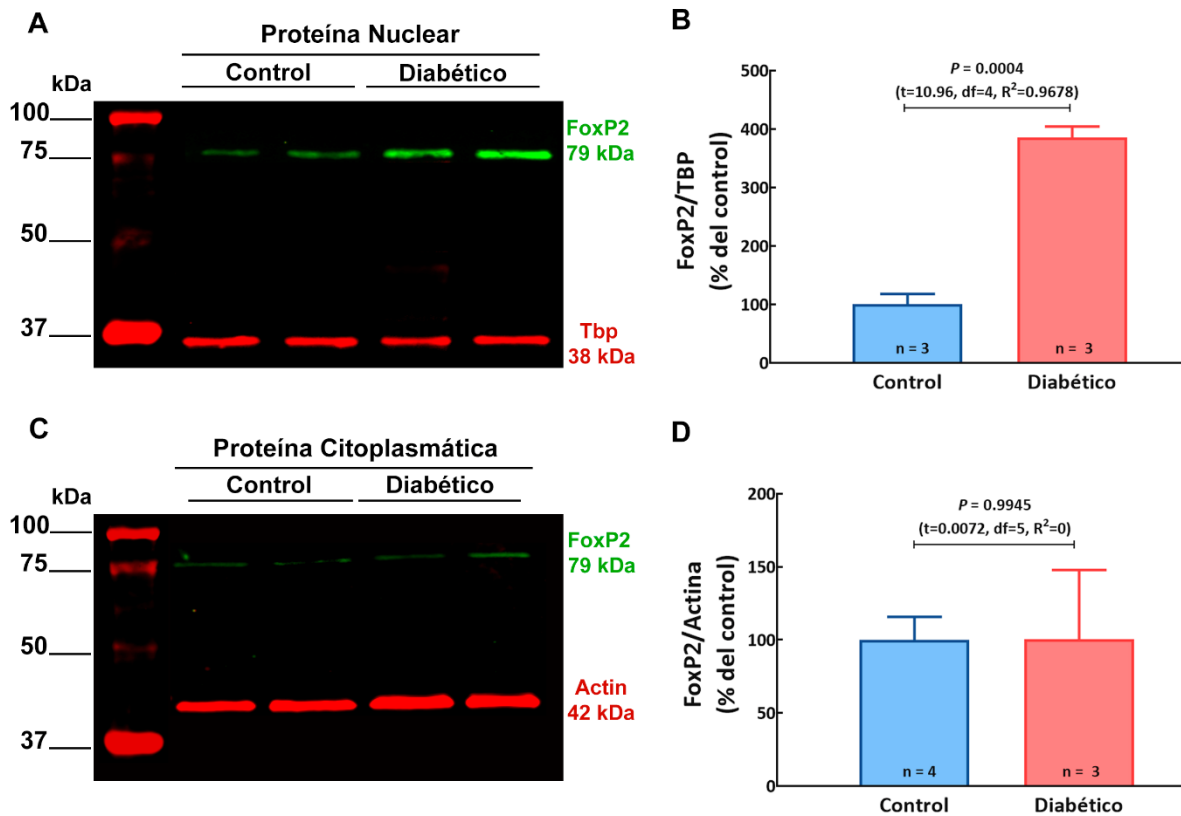 A
Proteína Nuclear
Control Diabético
kDa
100
75
50
37
FoxP2
79 kDa
Tbp
38 kDa
B
FoxP2/TBP
(% del control)
500
400
300
200
100
0
P = 0.0004
(t=10.96, df=4, R²=0.9678)
n = 3 n = 3
Control Diabético
C
Proteína Citoplasmática
Control Diabético
kDa
100
75
50
37
FoxP2
79 kDa
Actin
42 kDa
D
FoxP2/Actina
(% del control)
200
150
100
50
0
P = 0.9945
(t=0.0072, df=5, R²=0)
n = 4 n = 3
Control Diabético